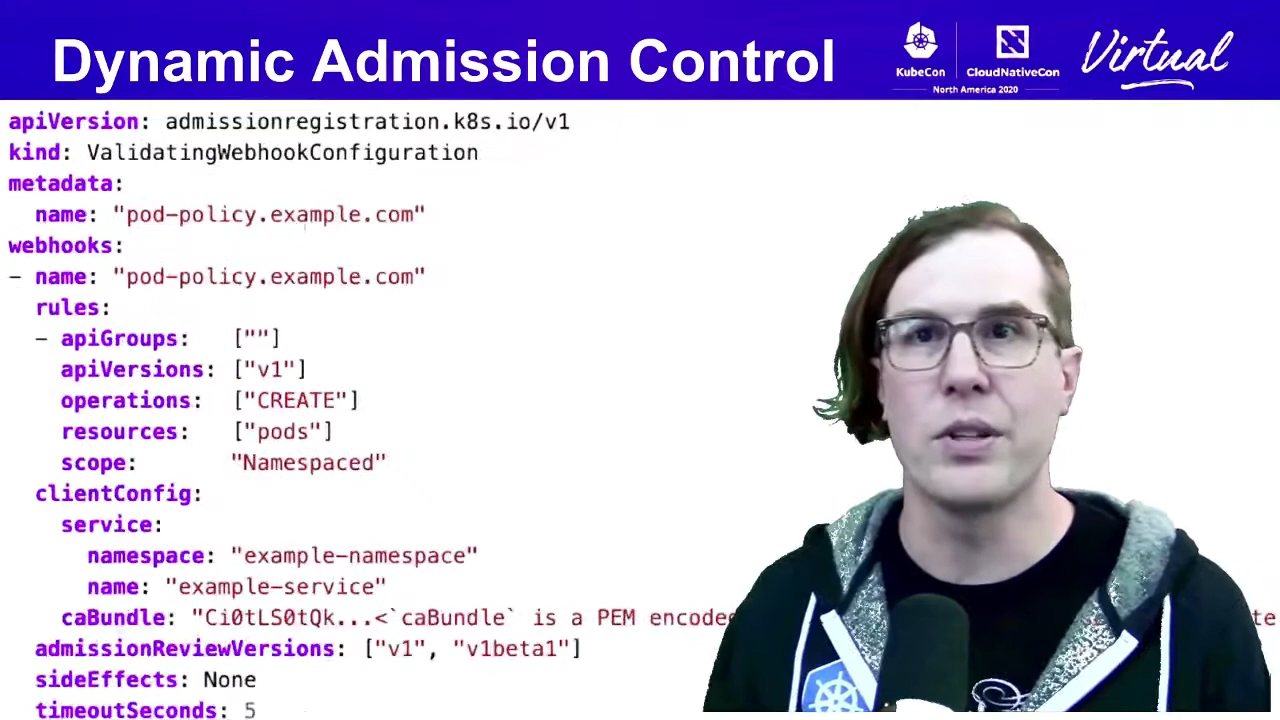 Dynamic Admission Control
KubeCon
CloudNativeCon
North America 2020
Virtual
apiVersion: admissionregistration.k8s.io/v1
kind: ValidatingWebhookConfiguration
metadata:
  name: "pod-policy.example.com"
webhooks:
- name: "pod-policy.example.com"
  rules:
  - apiGroups:   [""]
    apiVersions: ["v1"]
    operations:  ["CREATE"]
    resources:   ["pods"]
    scope:       "Namespaced"
  clientConfig:
    service:
      namespace: "example-namespace"
      name: "example-service"
    caBundle: "Ci0tLS0tQk...<`caBundle` is a PEM encoded
  admissionReviewVersions: ["v1", "v1beta1"]
  sideEffects: None
  timeoutSeconds: 5